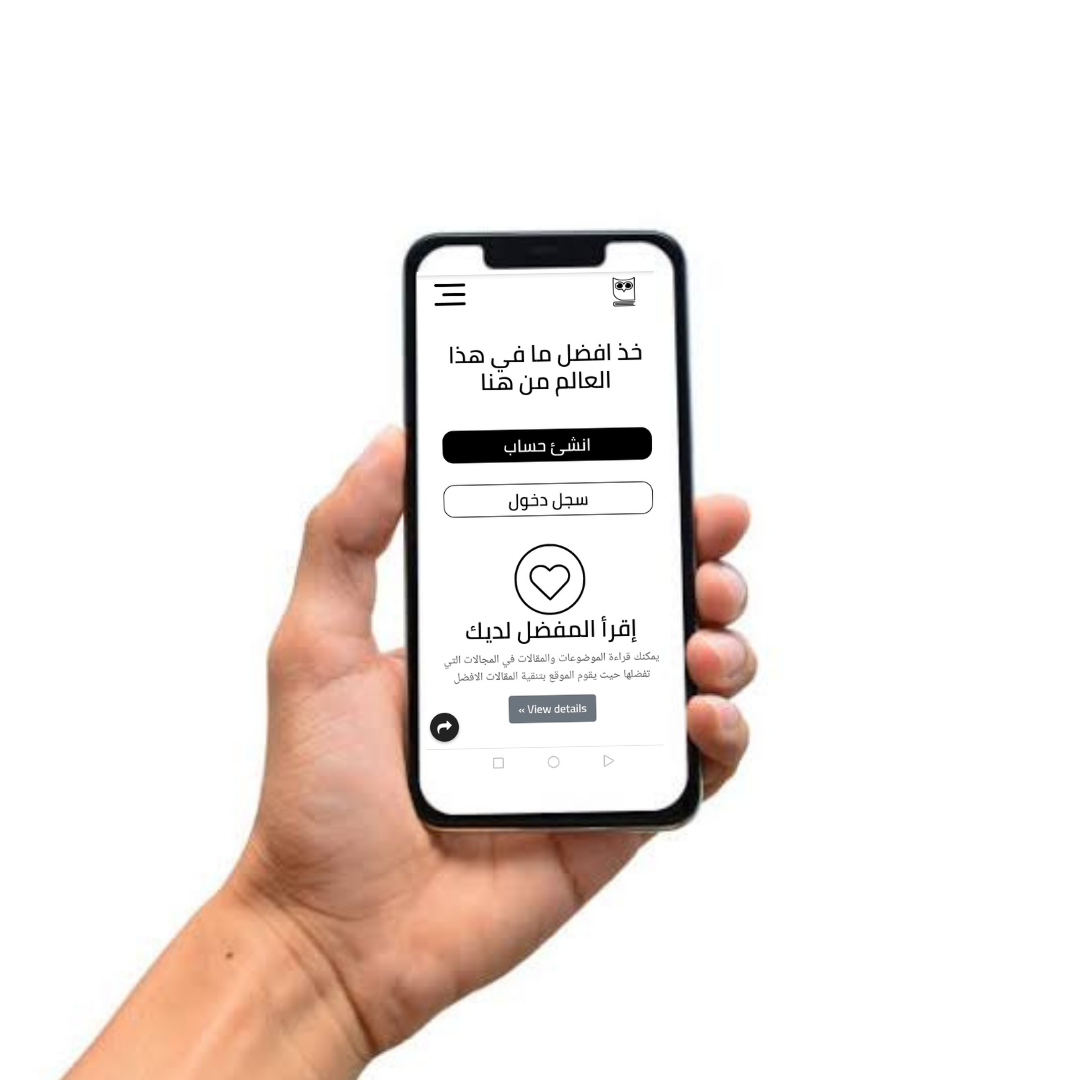 خذ افضل ما في هذا
العالم من هنا
انشئ حساب
سجل دخول
إقرأ المفضل لديك
يمكنك قراءة الموضوعات والمقالات في المجالات التي
تفضلها حيث يقوم الموقع بتنقية المقالات الافضل
View details »